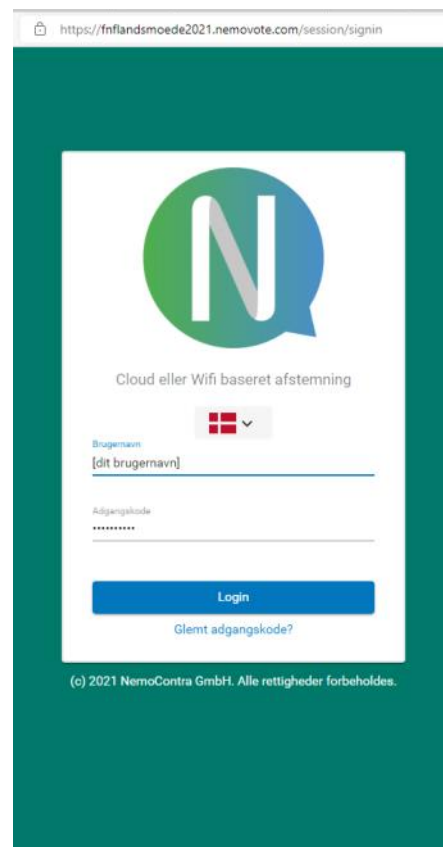 https://fnflandsmoede2021.nemovote.com/session/signin
N
Cloud eller Wifi baseret afstemning
Brugernavn
[dit brugernavn]
Adgangskode
••••••••••
Login
Glemt adgangskode?
(c) 2021 NemoContra GmbH. Alle rettigheder forbeholdes.